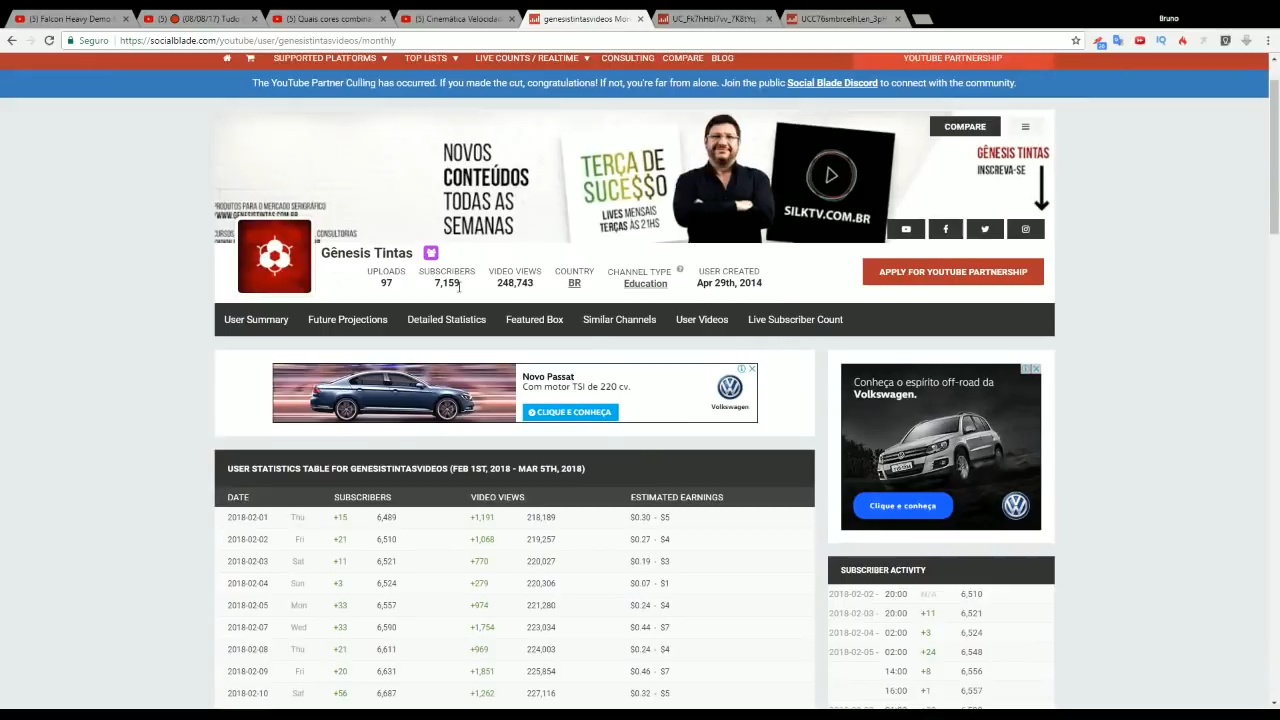 (5) Falcon Heavy Demo
(5) (08/08/17) Tudo
(5) Quais cores combina
(5) Cinemática Velocidad
genesistintasvideos Mon
UC_Fk7hHbI7vv_7K8tYq
UCC76smbrcelhLen_3pH
Bruno
Seguro
https://socialblade.com/youtube/user/genesistintasvideos/monthly
SUPPORTED PLATFORMS TOP LISTS LIVE COUNTS / REALTIME CONSULTING COMPARE BLOG
YOUTUBE PARTNERSHIP
The YouTube Partner Culling has occurred. If you made the cut, congratulations! If not, you're far from alone. Join the public Social Blade Discord to connect with the community.
COMPARE
NOVOS
CONTEÚDOS
TODAS AS
SEMANAS
TERÇA DE
SUCE$$O
LIVES MENSAIS
TERÇAS ÀS 21HS
SILKTV.COM.BR
GÊNESIS TINTAS
INSCREVA-SE
PRODUTOS PARA O MERCADO SERIGRÁFICO
WWW.GENESISTINTAS.COM.BR
CONSULTORIAS
Gênesis Tintas
UPLOADS SUBSCRIBERS VIDEO VIEWS COUNTRY CHANNEL TYPE USER CREATED
97 7,159 248,743 BR Education Apr 29th, 2014
APPLY FOR YOUTUBE PARTNERSHIP
User Summary Future Projections Detailed Statistics Featured Box Similar Channels User Videos Live Subscriber Count
Novo Passat
Com motor TSI de 220 cv.
CLIQUE E CONHEÇA
Volkswagen.
Conheça o espírito off-road da
Volkswagen.
Clique e conheça
USER STATISTICS TABLE FOR GENESISTINTASVIDEOS (FEB 1ST, 2018 - MAR 5TH, 2018)
DATE SUBSCRIBERS VIDEO VIEWS ESTIMATED EARNINGS
2018-02-01 Thu +15 6,489 +1,191 218,189 $0.30 - $5
2018-02-02 Fri +21 6,510 +1,068 219,257 $0.27 - $4
2018-02-03 Sat +11 6,521 +770 220,027 $0.19 - $3
2018-02-04 Sun +3 6,524 +279 220,306 $0.07 - $1
2018-02-05 Mon +33 6,557 +974 221,280 $0.24 - $4
2018-02-07 Wed +33 6,590 +1,754 223,034 $0.44 - $7
2018-02-08 Thu +21 6,611 +969 224,003 $0.24 - $4
2018-02-09 Fri +20 6,631 +1,851 225,854 $0.46 - $7
2018-02-10 Sat +56 6,687 +1,262 227,116 $0.32 - $5
SUBSCRIBER ACTIVITY
2018-02-02 - 20:00 N/A 6,510
2018-02-03 - 20:00 +11 6,521
2018-02-04 - 02:00 +3 6,524
2018-02-05 - 02:00 +24 6,548
14:00 +8 6,556
16:00 +1 6,557